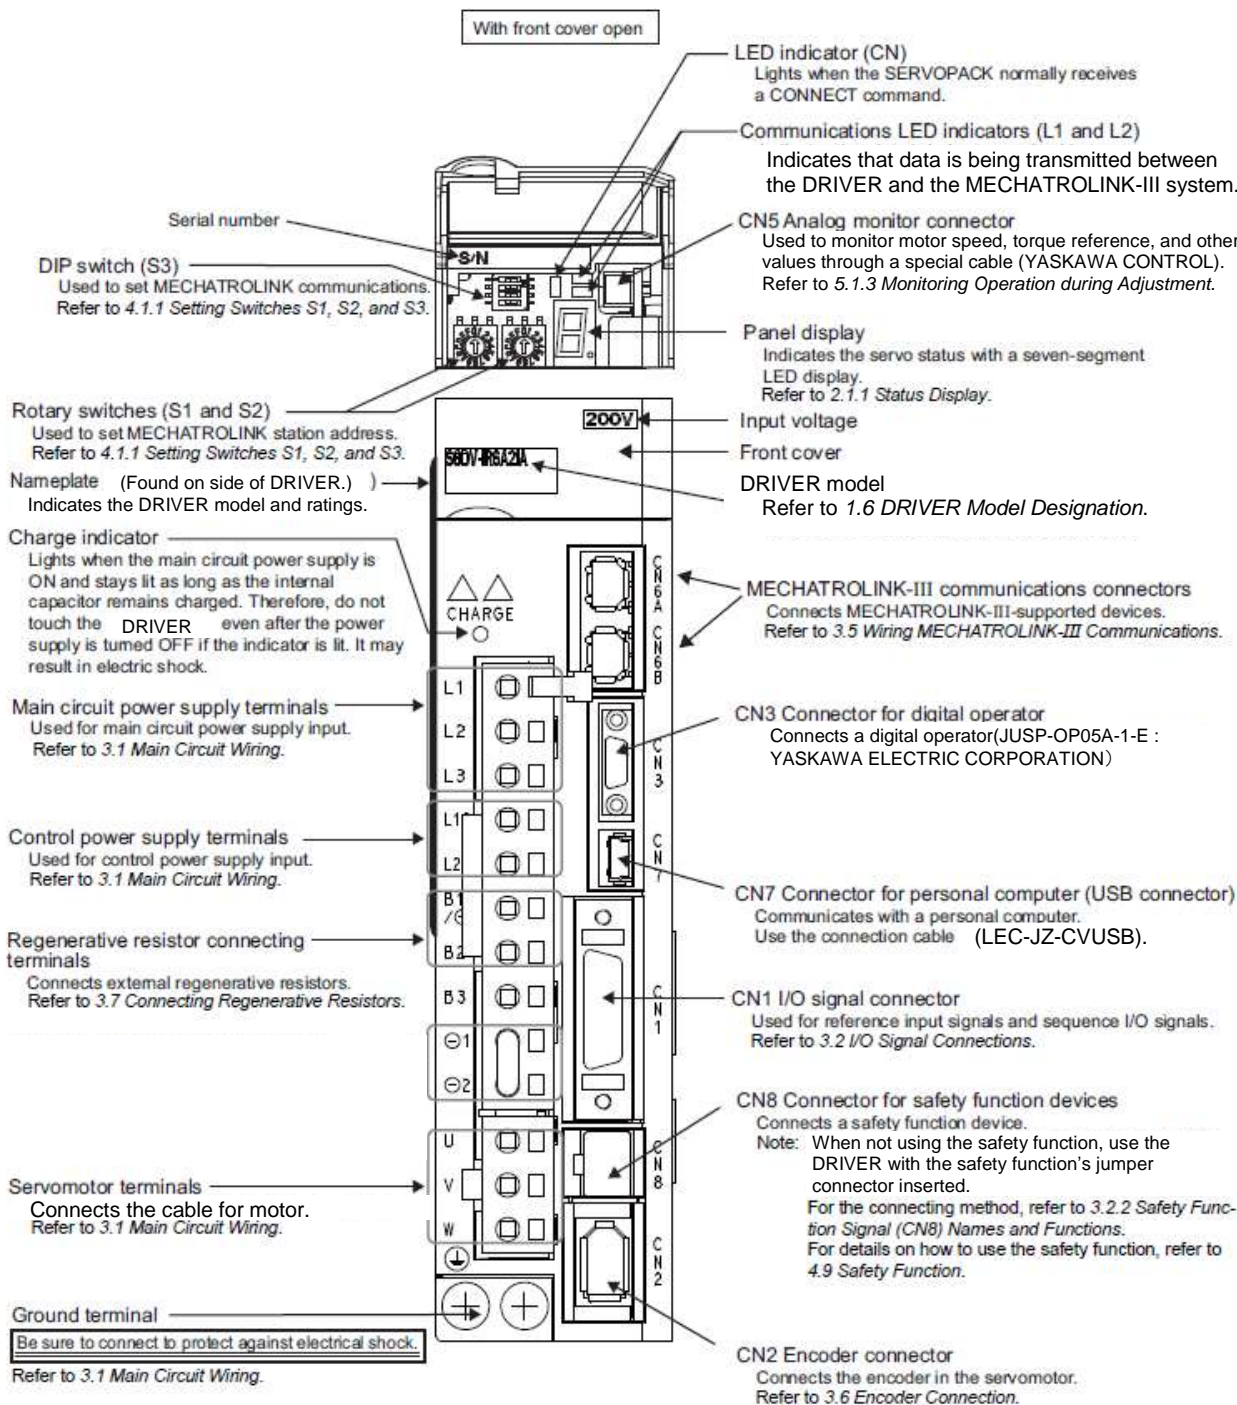 With front cover open
LED indicator (CN)
Lights when the SERVOPACK normally receives
a CONNECT command.
Communications LED indicators (L1 and L2)
Indicates that data is being transmitted between
the DRIVER and the MECHATROLINK-III system.
Serial number
CN5 Analog monitor connector
Used to monitor motor speed, torque reference, and other
values through a special cable (YASKAWA CONTROL).
Refer to 5.1.3 Monitoring Operation during Adjustment.
S/N
DIP switch (S3)
Used to set MECHATROLINK communications.
Refer to 4.1.1 Setting Switches S1, S2, and S3.
Panel display
Indicates the servo status with a seven-segment
LED display.
Refer to 2.1.1 Status Display.
Rotary switches (S1 and S2)
Used to set MECHATROLINK station address.
Refer to 4.1.1 Setting Switches S1, S2, and S3.
200V
Input voltage
Front cover
Nameplate (Found on side of DRIVER.) )
Indicates the DRIVER model and ratings.
DRIVER model
Refer to 1.6 DRIVER Model Designation.
Charge indicator
Lights when the main circuit power supply is
ON and stays lit as long as the internal
capacitor remains charged. Therefore, do not
touch the DRIVER even after the power
supply is turned OFF if the indicator is lit. It may
result in electric shock.
CHARGE
CN6A
CN6B
MECHATROLINK-III communications connectors
Connects MECHATROLINK-III-supported devices.
Refer to 3.5 Wiring MECHATROLINK-III Communications.
Main circuit power supply terminals
Used for main circuit power supply input.
Refer to 3.1 Main Circuit Wiring.
L1
L2
L3
CN3
CN3 Connector for digital operator
Connects a digital operator(JUSP-OP05A-1-E :
YASKAWA ELECTRIC CORPORATION)
Control power supply terminals
Used for control power supply input.
Refer to 3.1 Main Circuit Wiring.
L1
L2
CN7
CN7 Connector for personal computer (USB connector)
Communicates with a personal computer.
Use the connection cable (LEC-JZ-CVUSB).
Regenerative resistor connecting
terminals
Connects external regenerative resistors.
Refer to 3.7 Connecting Regenerative Resistors.
B1
B2
B3
⊖1
⊖2
CN1
CN1 I/O signal connector
Used for reference input signals and sequence I/O signals.
Refer to 3.2 I/O Signal Connections.
CN8 Connector for safety function devices
Connects a safety function device.
Note: When not using the safety function, use the
DRIVER with the safety function's jumper
connector inserted.
For the connecting method, refer to 3.2.2 Safety Func-
tion Signal (CN8) Names and Functions.
For details on how to use the safety function, refer to
4.9 Safety Function.
CN8
Servomotor terminals
Connects the cable for motor.
Refer to 3.1 Main Circuit Wiring.
U
V
W
CN2
Ground terminal
Be sure to connect to protect against electrical shock.
Refer to 3.1 Main Circuit Wiring.
CN2 Encoder connector
Connects the encoder in the servomotor.
Refer to 3.6 Encoder Connection.